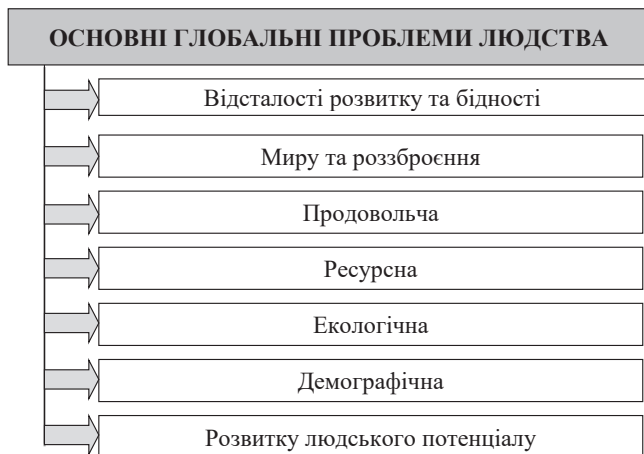 ОСНОВНІ ГЛОБАЛЬНІ ПРОБЛЕМИ ЛЮДСТВА
Відсталості розвитку та бідності
Миру та роззброєння
Продовольча
Ресурсна
Екологічна
Демографічна
Розвитку людського потенціалу